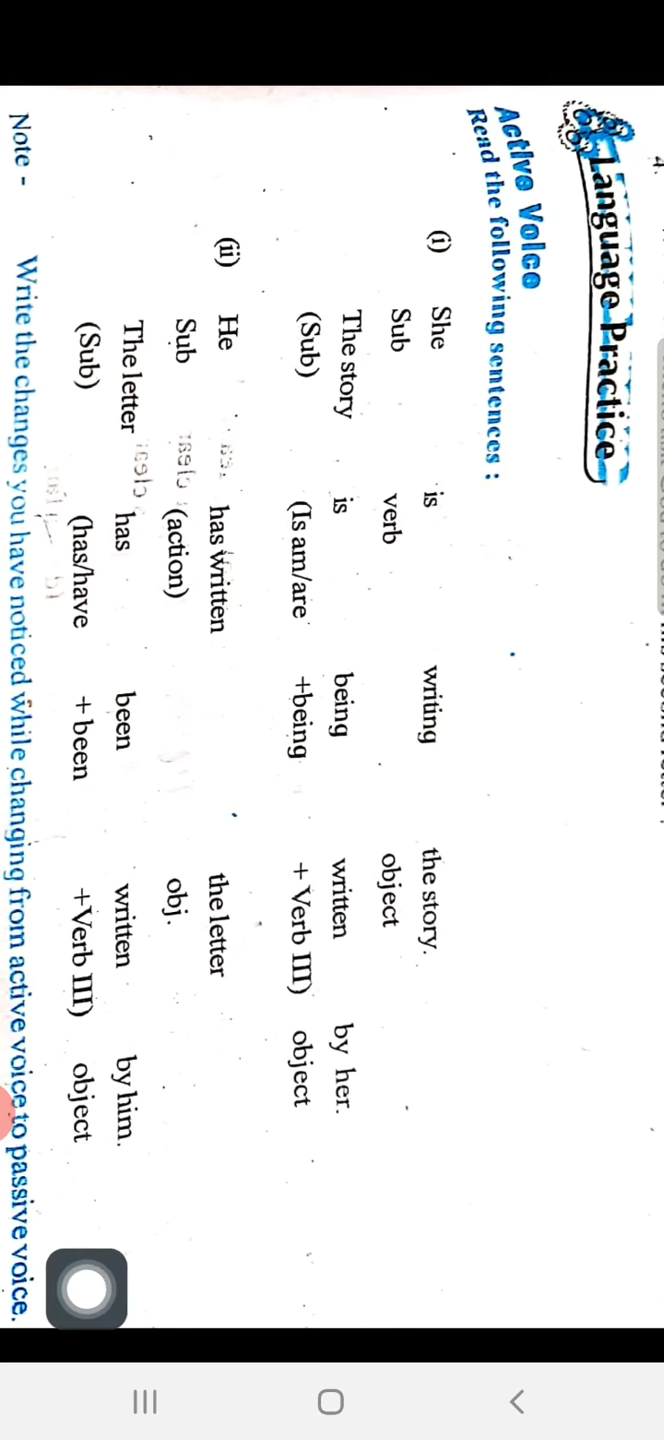 4.
Language Practice
Active Voice
Read the following sentences :
(i) She is writing the story.
Sub verb object
The story is being written by her.
(Sub) (Is am/are +being + Verb III) object
(ii) He has written the letter
Sub (action) obj.
The letter has been written by him.
(Sub) (has/have + been +Verb III) object
Note - Write the changes you have noticed while changing from active voice to passive voice.